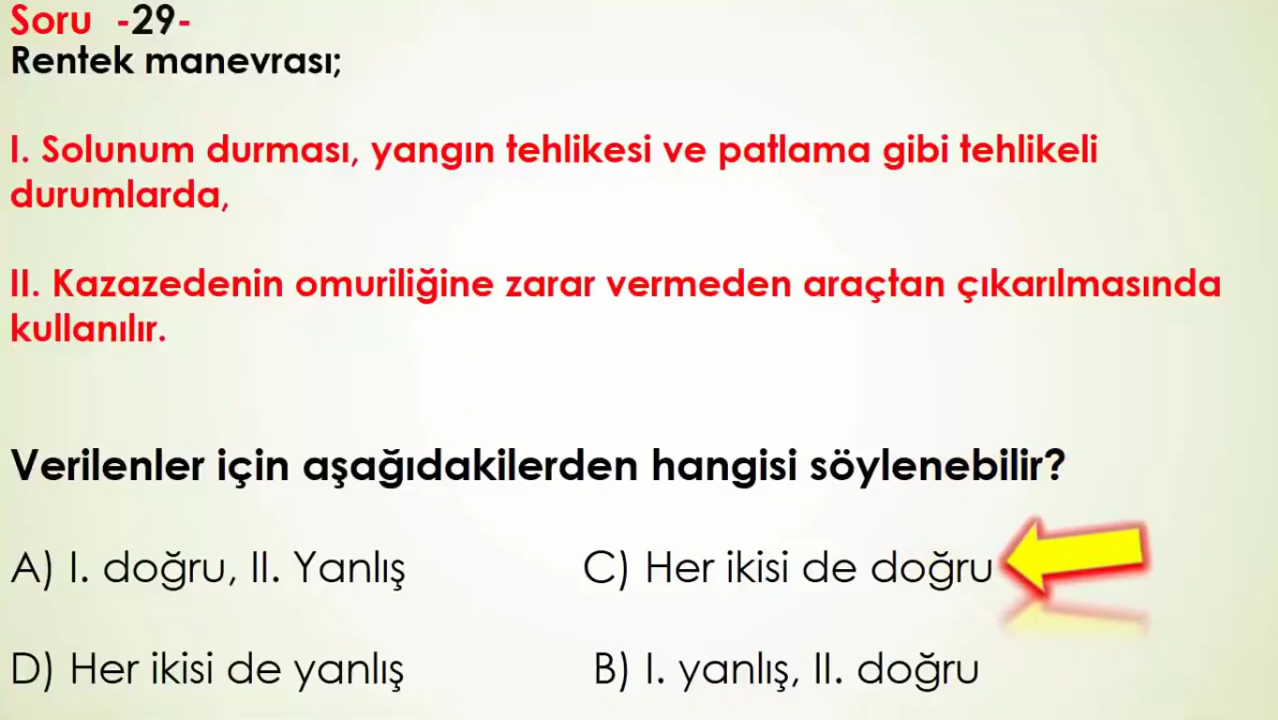 Soru -29-
Rentek manevrası;
I. Solunum durması, yangın tehlikesi ve patlama gibi tehlikeli
durumlarda,
II. Kazazedenin omuriliğine zarar vermeden araçtan çıkarılmasında
kullanılır.
Verilenler için aşağıdakilerden hangisi söylenebilir?
A) I. doğru, II. Yanlış
C) Her ikisi de doğru
D) Her ikisi de yanlış
B) I. yanlış, II. doğru